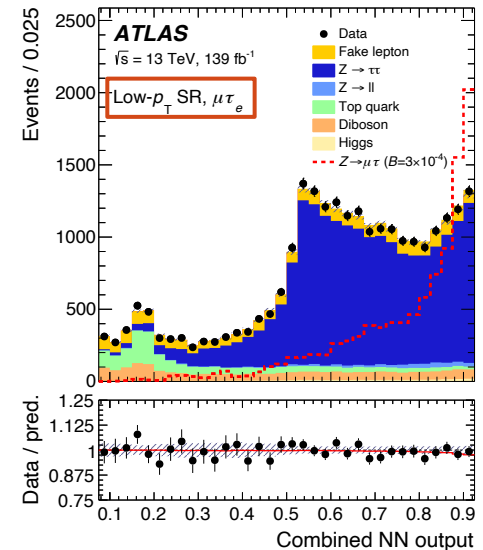 Events / 0.025
2500
2000
1500
1000
500
0
ATLAS
√s = 13 TeV, 139 fb⁻¹
Low-p_T SR, μτ_e
Data
Fake lepton
Z → ττ
Z → ll
Top quark
Diboson
Higgs
Z→μτ (B=3×10⁻⁴)
Data / pred.
1.25
1.125
1
0.875
0.75
0.1 0.2 0.3 0.4 0.5 0.6 0.7 0.8 0.9
Combined NN output